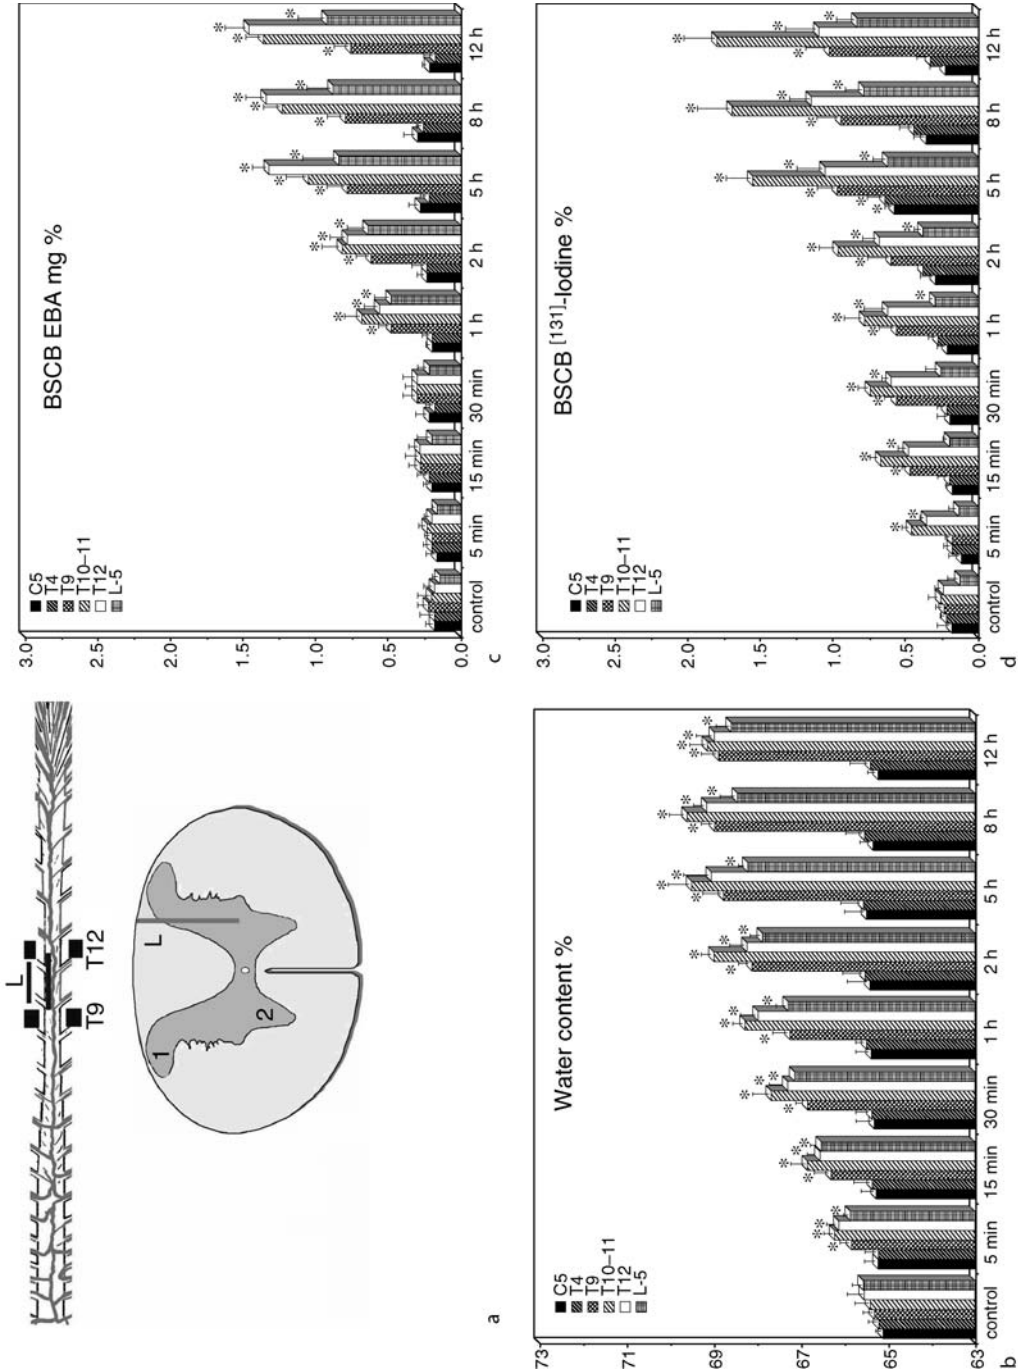 L
T9 T12
L
1
2
a
Water content %
C5
T4
T9
T10–11
T12
L-5
73
71
69
67
65
63
control 5 min 15 min 30 min 1 h 2 h 5 h 8 h 12 h
b
BSCB EBA mg %
C5
T4
T9
T10–11
T12
L-5
3.0
2.5
2.0
1.5
1.0
0.5
0.0
control 5 min 15 min 30 min 1 h 2 h 5 h 8 h 12 h
c
BSCB [131]-Iodine %
C5
T4
T9
T10–11
T12
L-5
3.0
2.5
2.0
1.5
1.0
0.5
0.0
control 5 min 15 min 30 min 1 h 2 h 5 h 8 h 12 h
d